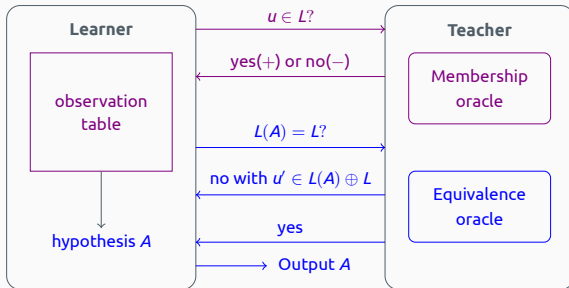 Learner
observation
table
hypothesis A
u ∈ L?
yes(+) or no(−)
L(A) = L?
no with u′ ∈ L(A) ⊕ L
yes
Output A
Teacher
Membership
oracle
Equivalence
oracle